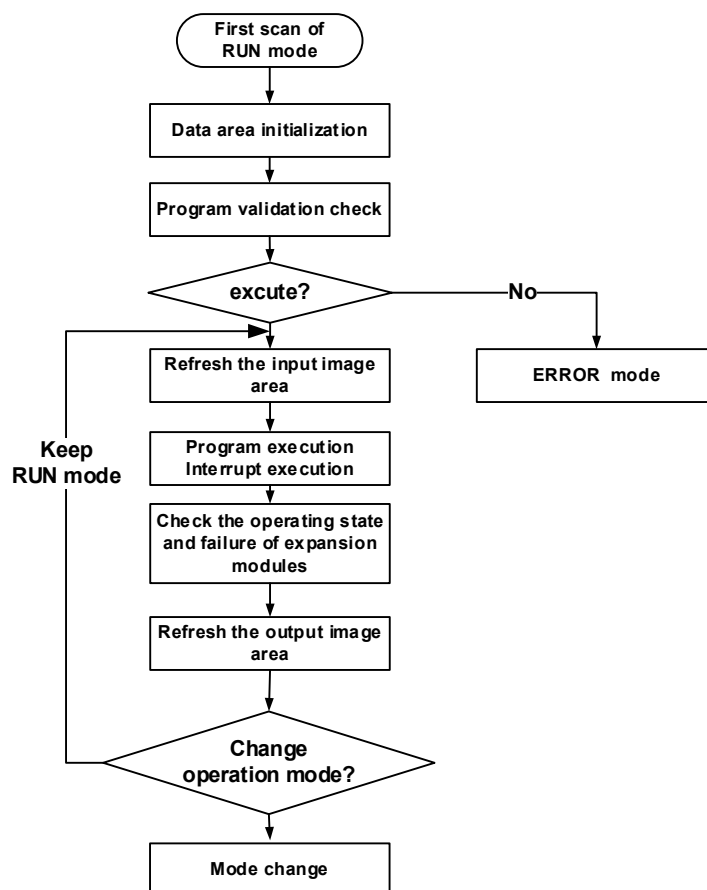 First scan of
RUN mode
Data area initialization
Program validation check
excute?
No
Refresh the input image
area
ERROR mode
Keep
RUN mode
Program execution
Interrupt execution
Check the operating state
and failure of expansion
modules
Refresh the output image
area
Change
operation mode?
Mode change